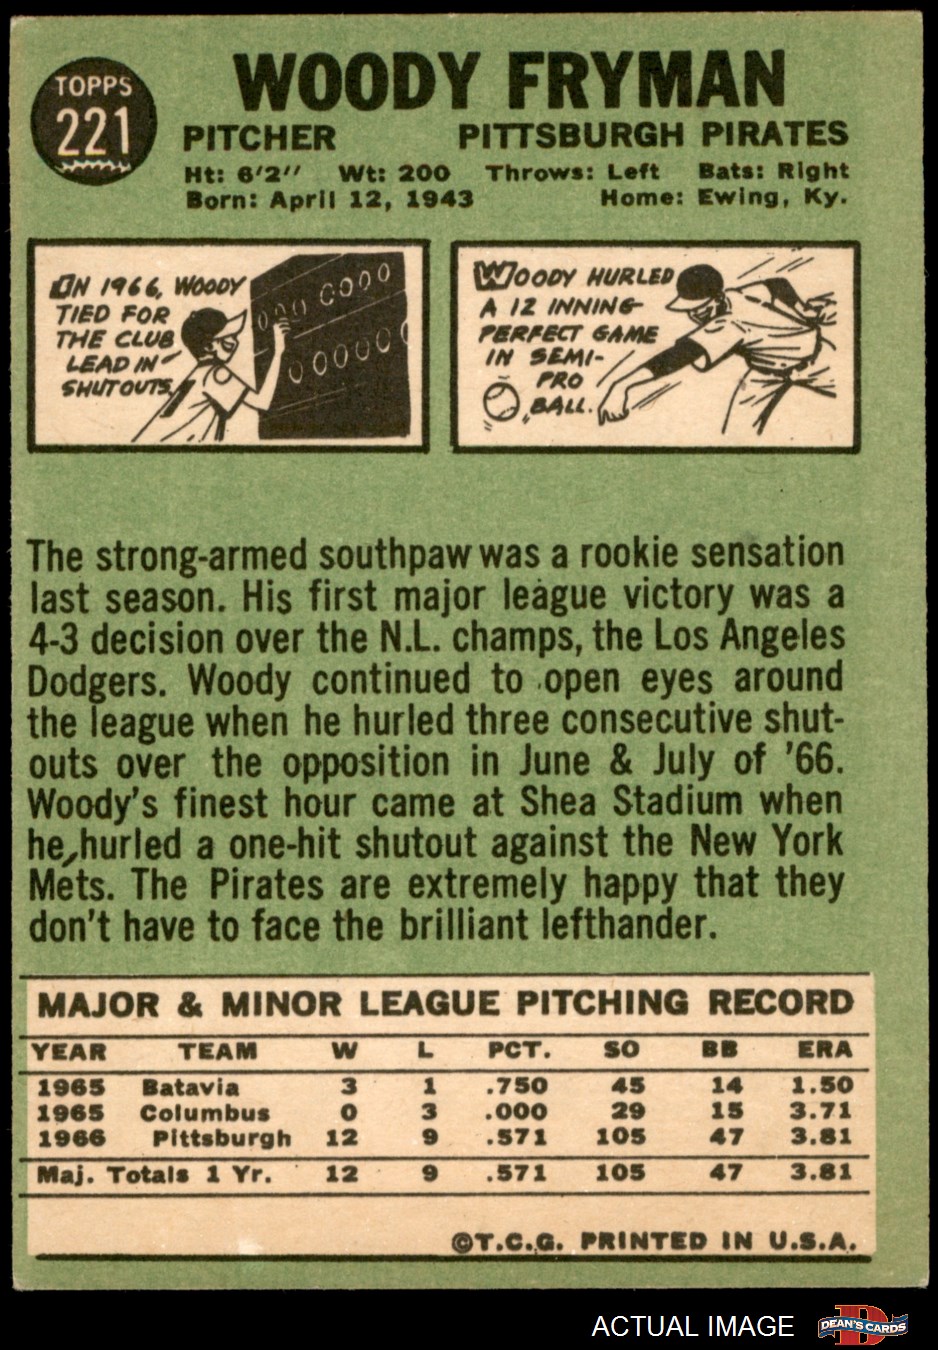 TOPPS
221
WOODY FRYMAN
PITCHER PITTSBURGH PIRATES
Ht: 6'2" Wt: 200 Throws: Left Bats: Right
Born: April 12, 1943 Home: Ewing, Ky.
IN 1966, WOODY
TIED FOR
THE CLUB
LEAD IN
SHUTOUTS.
WOODY HURLED
A 12 INNING
PERFECT GAME
IN SEMI-
PRO
BALL.
The strong-armed southpaw was a rookie sensation
last season. His first major league victory was a
4-3 decision over the N.L. champs, the Los Angeles
Dodgers. Woody continued to open eyes around
the league when he hurled three consecutive shut-
outs over the opposition in June & July of '66.
Woody's finest hour came at Shea Stadium when
he hurled a one-hit shutout against the New York
Mets. The Pirates are extremely happy that they
don't have to face the brilliant lefthander.
MAJOR & MINOR LEAGUE PITCHING RECORD
YEAR TEAM W L PCT. SO BB ERA
1965 Batavia 3 1 .750 45 14 1.50
1965 Columbus 0 3 .000 29 15 3.71
1966 Pittsburgh 12 9 .571 105 47 3.81
Maj. Totals 1 Yr. 12 9 .571 105 47 3.81
©T.C.G. PRINTED IN U.S.A.
ACTUAL IMAGE
DEAN'S CARDS